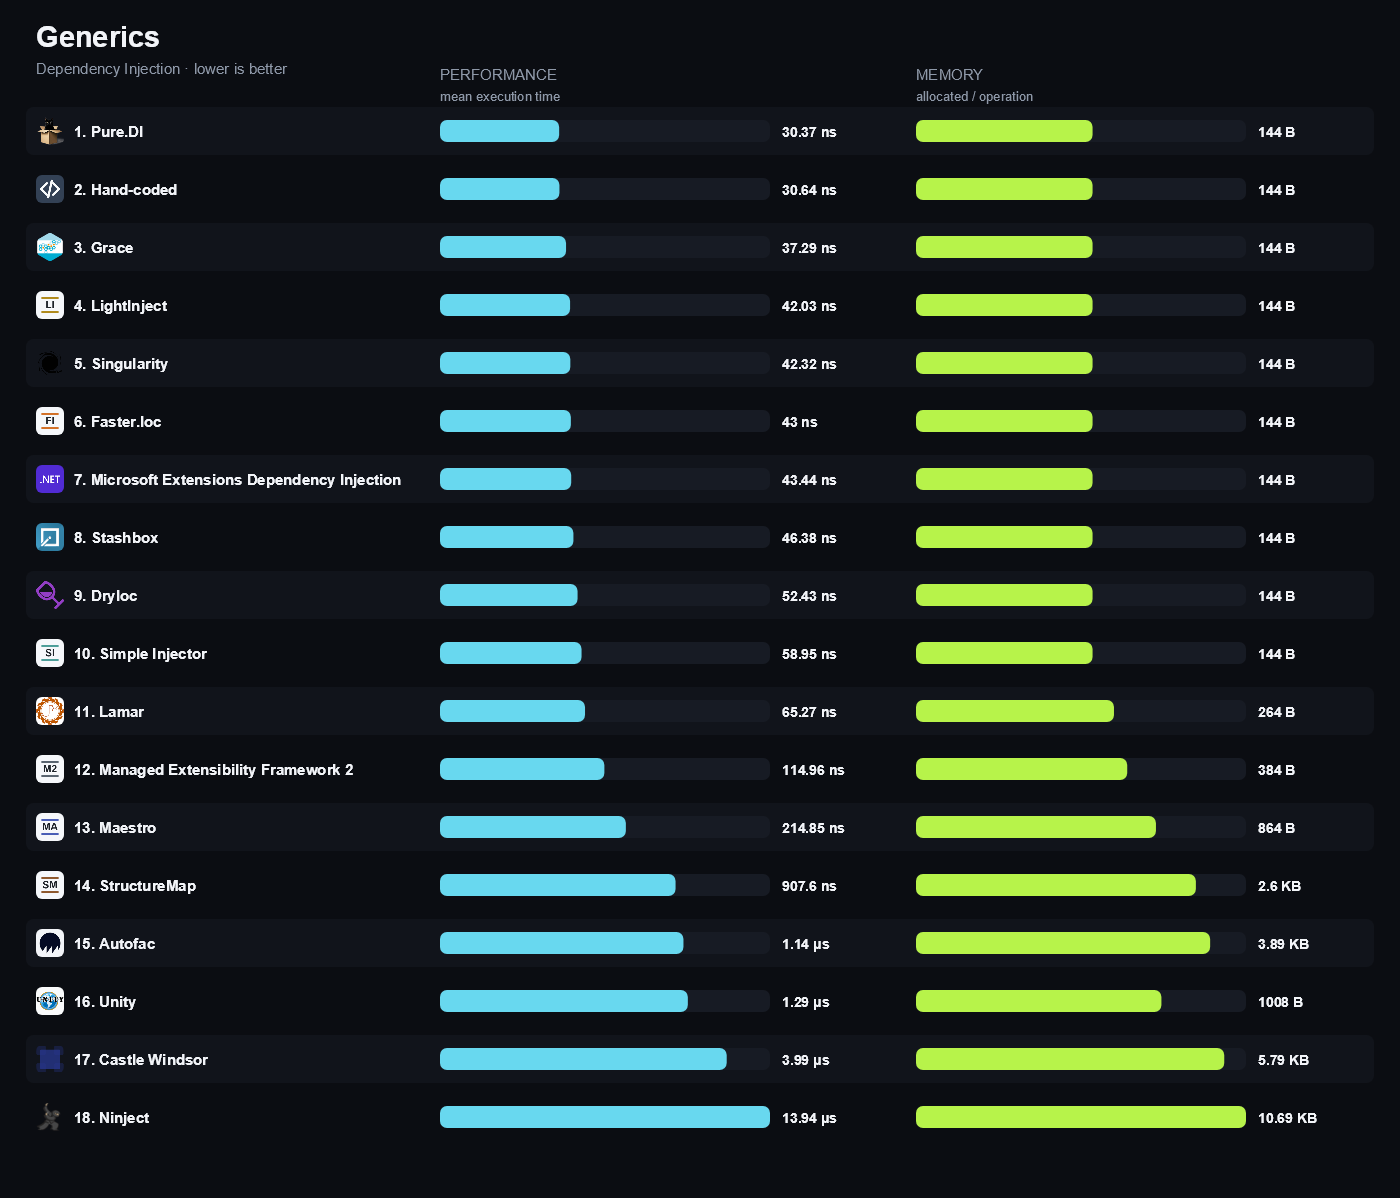 Generics
Dependency Injection · lower is better
PERFORMANCE
mean execution time
MEMORY
allocated / operation
1. Pure.DI 30.37 ns 144 B
2. Hand-coded 30.64 ns 144 B
3. Grace 37.29 ns 144 B
LI 4. LightInject 42.03 ns 144 B
5. Singularity 42.32 ns 144 B
FI 6. Faster.Ioc 43 ns 144 B
.NET 7. Microsoft Extensions Dependency Injection 43.44 ns 144 B
8. Stashbox 46.38 ns 144 B
9. DryIoc 52.43 ns 144 B
SI 10. Simple Injector 58.95 ns 144 B
11. Lamar 65.27 ns 264 B
M2 12. Managed Extensibility Framework 2 114.96 ns 384 B
MA 13. Maestro 214.85 ns 864 B
SM 14. StructureMap 907.6 ns 2.6 KB
15. Autofac 1.14 μs 3.89 KB
16. Unity 1.29 μs 1008 B
17. Castle Windsor 3.99 μs 5.79 KB
18. Ninject 13.94 μs 10.69 KB